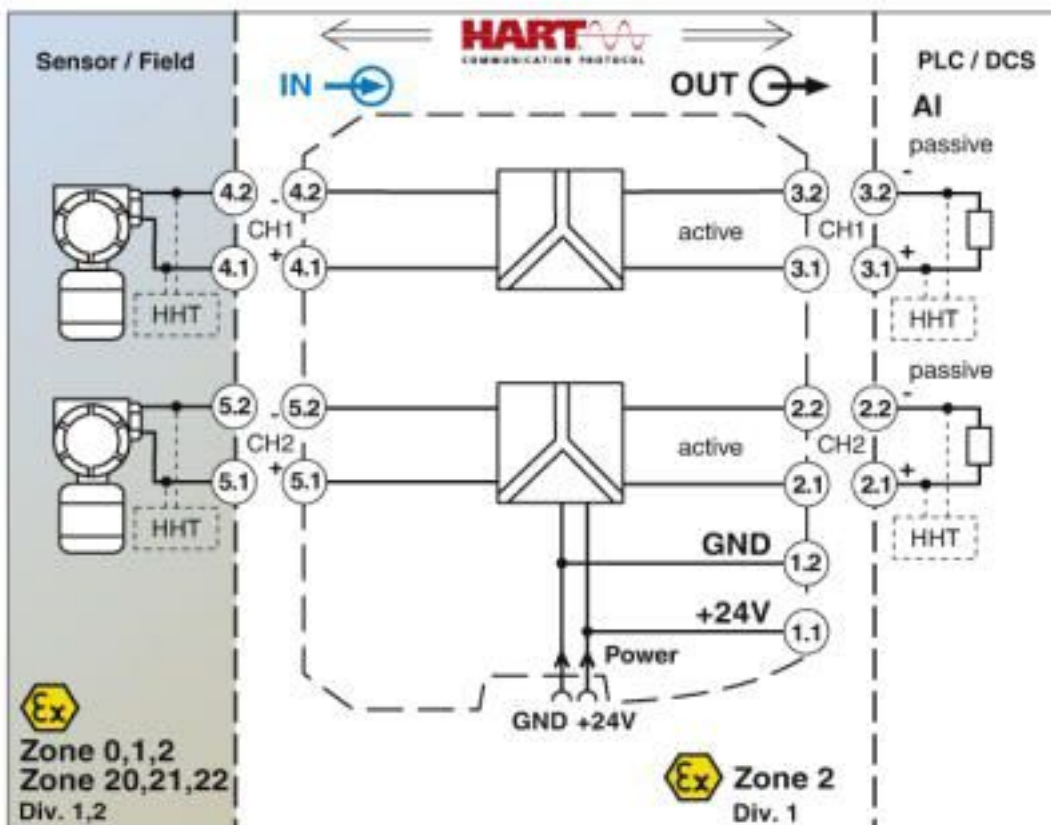 HART
COMMUNICATION PROTOCOL
Sensor / Field
PLC / DCS
IN
OUT
AI
passive
4.2
-
4.2
3.2
3.2
-
CH1
active
CH1
4.1
+
4.1
3.1
3.1
+
HHT
HHT
passive
5.2
-
5.2
2.2
2.2
-
CH2
active
CH2
5.1
+
5.1
2.1
2.1
+
HHT
HHT
GND
1.2
+24V
1.1
Power
GND +24V
Ex
Zone 0,1,2
Zone 20,21,22
Div. 1,2
Ex
Zone 2
Div. 1